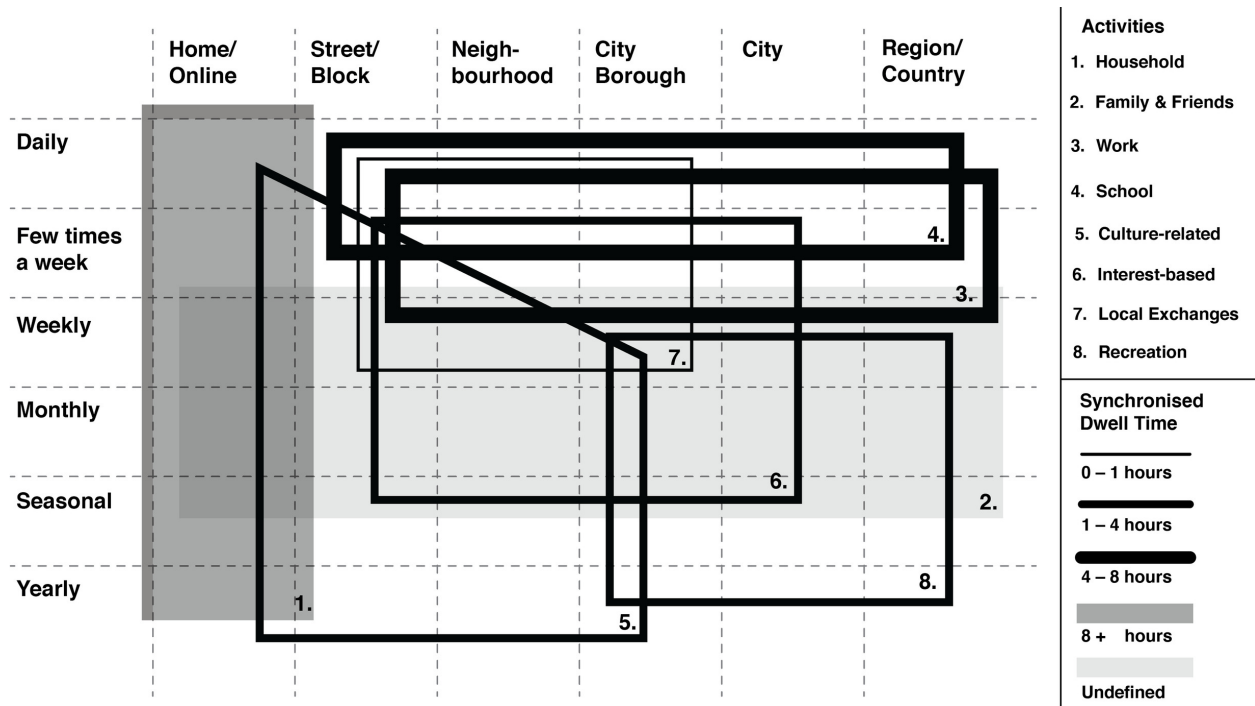 Home/
Online
Street/
Block
Neigh-
bourhood
City
Borough
City
Region/
Country
Daily
Few times
a week
Weekly
Monthly
Seasonal
Yearly
4.
3.
7.
6.
2.
8.
1.
5.
Activities
1. Household
2. Family & Friends
3. Work
4. School
5. Culture-related
6. Interest-based
7. Local Exchanges
8. Recreation
Synchronised
Dwell Time
0 – 1 hours
1 – 4 hours
4 – 8 hours
8 + hours
Undefined